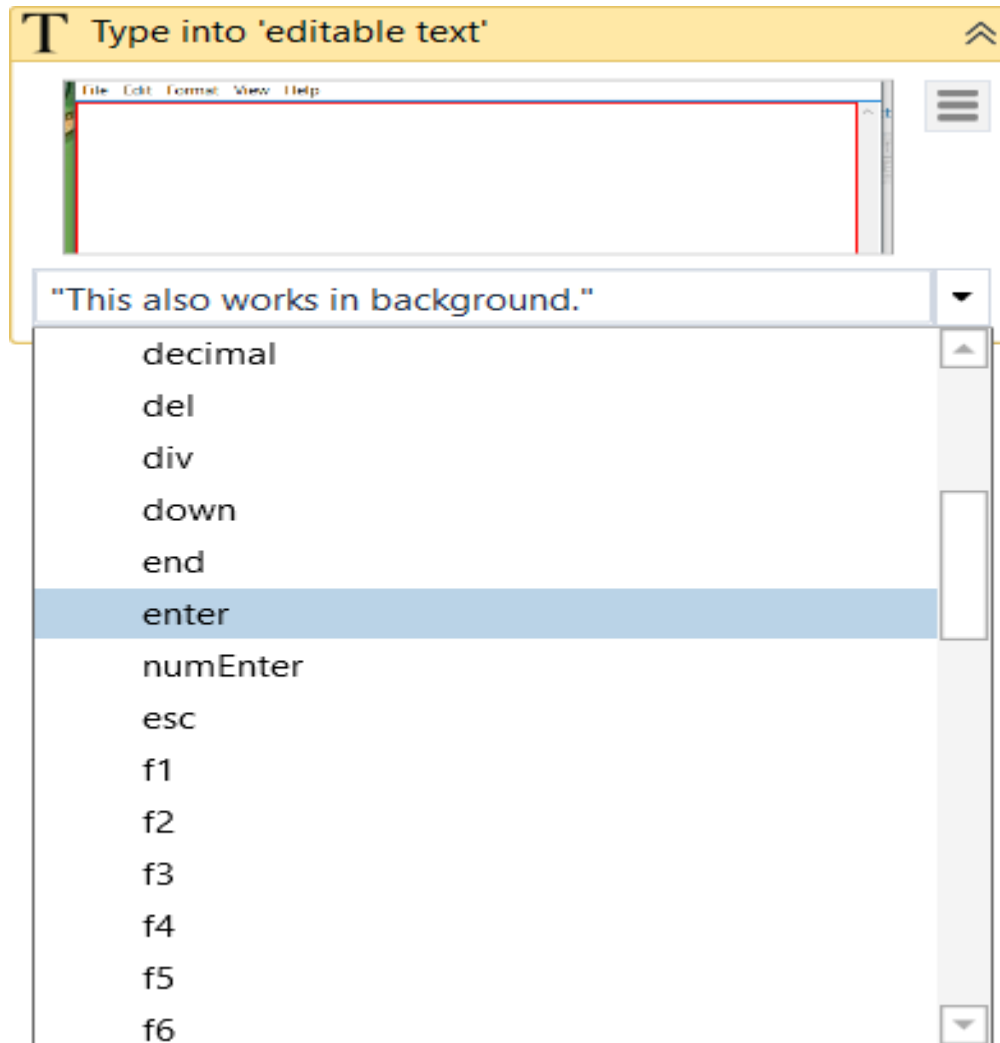 T Type into 'editable text'
File Edit Format View Help
"This also works in background."
decimal
del
div
down
end
enter
numEnter
esc
f1
f2
f3
f4
f5
f6